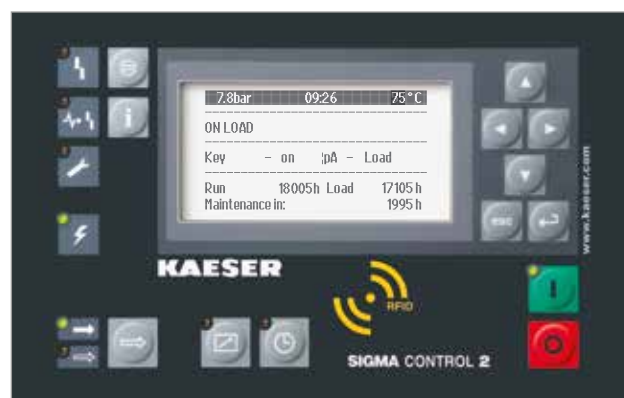 7.8bar 09:26 75°C
ON LOAD
Key - on ¦pA - Load
Run 18005h Load 17105 h
Maintenance in: 1995 h
esc
www.kaeser.com
KAESER
RFID
I
O
SIGMA CONTROL 2